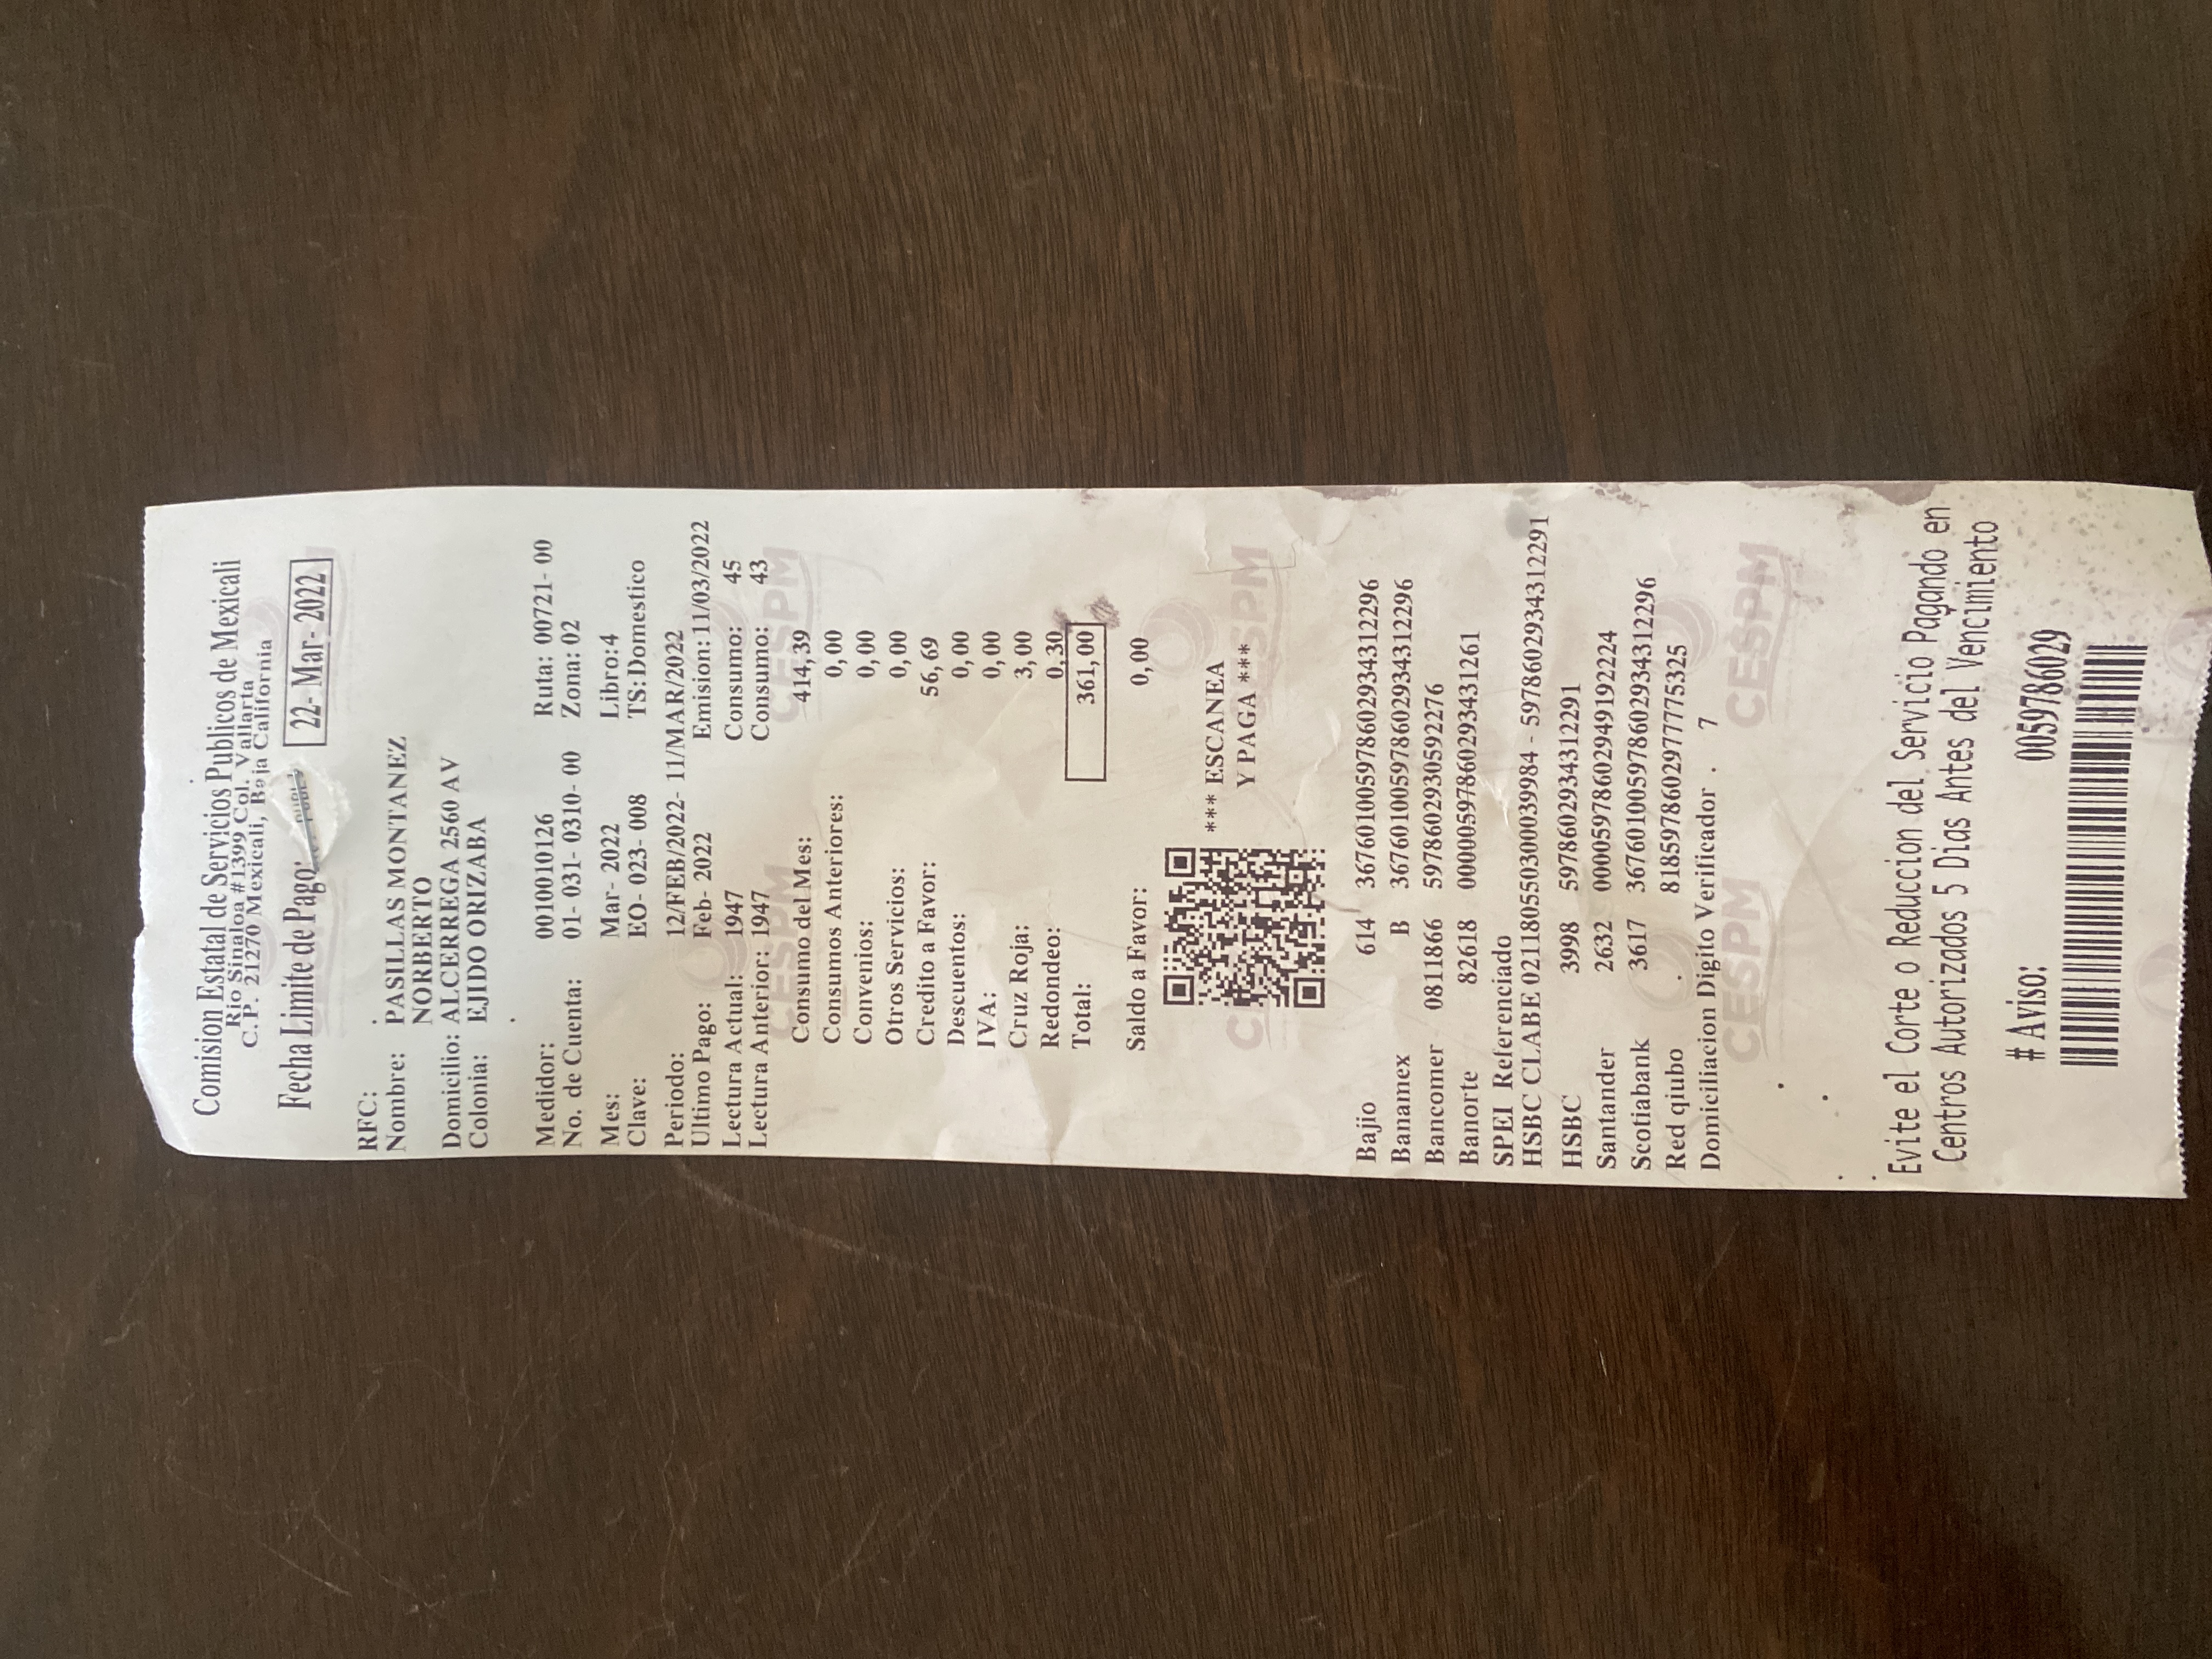 Comision Estatal de Servicios Publicos de Mexicali
Rio Sinaloa #1399 Col. Vallarta
C.P. 21270 Mexicali, Baja California
Fecha Limite de Pago: 22- Mar- 2022
RFC: .
Nombre: PASILLAS MONTANEZ
NORBERTO
Domicilio: ALCERREGA 2560 AV
Colonia: EJIDO ORIZABA
.
Medidor: 0010010126 Ruta: 00721- 00
No. de Cuenta: 01- 031- 0310- 00 Zona: 02
Mes: Mar- 2022 Libro:4
Clave: EO- 023- 008 TS:Domestico
Periodo: 12/FEB/2022- 11/MAR/2022
Ultimo Pago: Feb- 2022 Emision: 11/03/2022
Lectura Actual: 1947 Consumo: 45
Lectura Anterior: 1947 Consumo: 43
Consumo del Mes: 414,39
Consumos Anteriores: 0,00
Convenios: 0,00
Otros Servicios: 0,00
Credito a Favor: 56,69
Descuentos: 0,00
IVA: 0,00
Cruz Roja: 3,00
Redondeo: 0,30
Total: 361,00
Saldo a Favor: 0,00
*** ESCANEA
Y PAGA ***
Bajio 614 367601005978602934312296
Banamex B 367601005978602934312296
Bancomer 0811866 5978602930592276
Banorte 82618 00000597860293431261
SPEI Referenciado
HSBC CLABE 021180550300039984 - 5978602934312291
HSBC 3998 5978602934312291
Santander 2632 00005978602949192224
Scotiabank 3617 367601005978602934312296
Red qiubo . 8185978602977775325
Domiciliacion Digito Verificador . 7
CESPM CESPM
Evite el Corte o Reduccion del Servicio Pagando en
Centros Autorizados 5 Dias Antes del Vencimiento
# Aviso: 0059786029